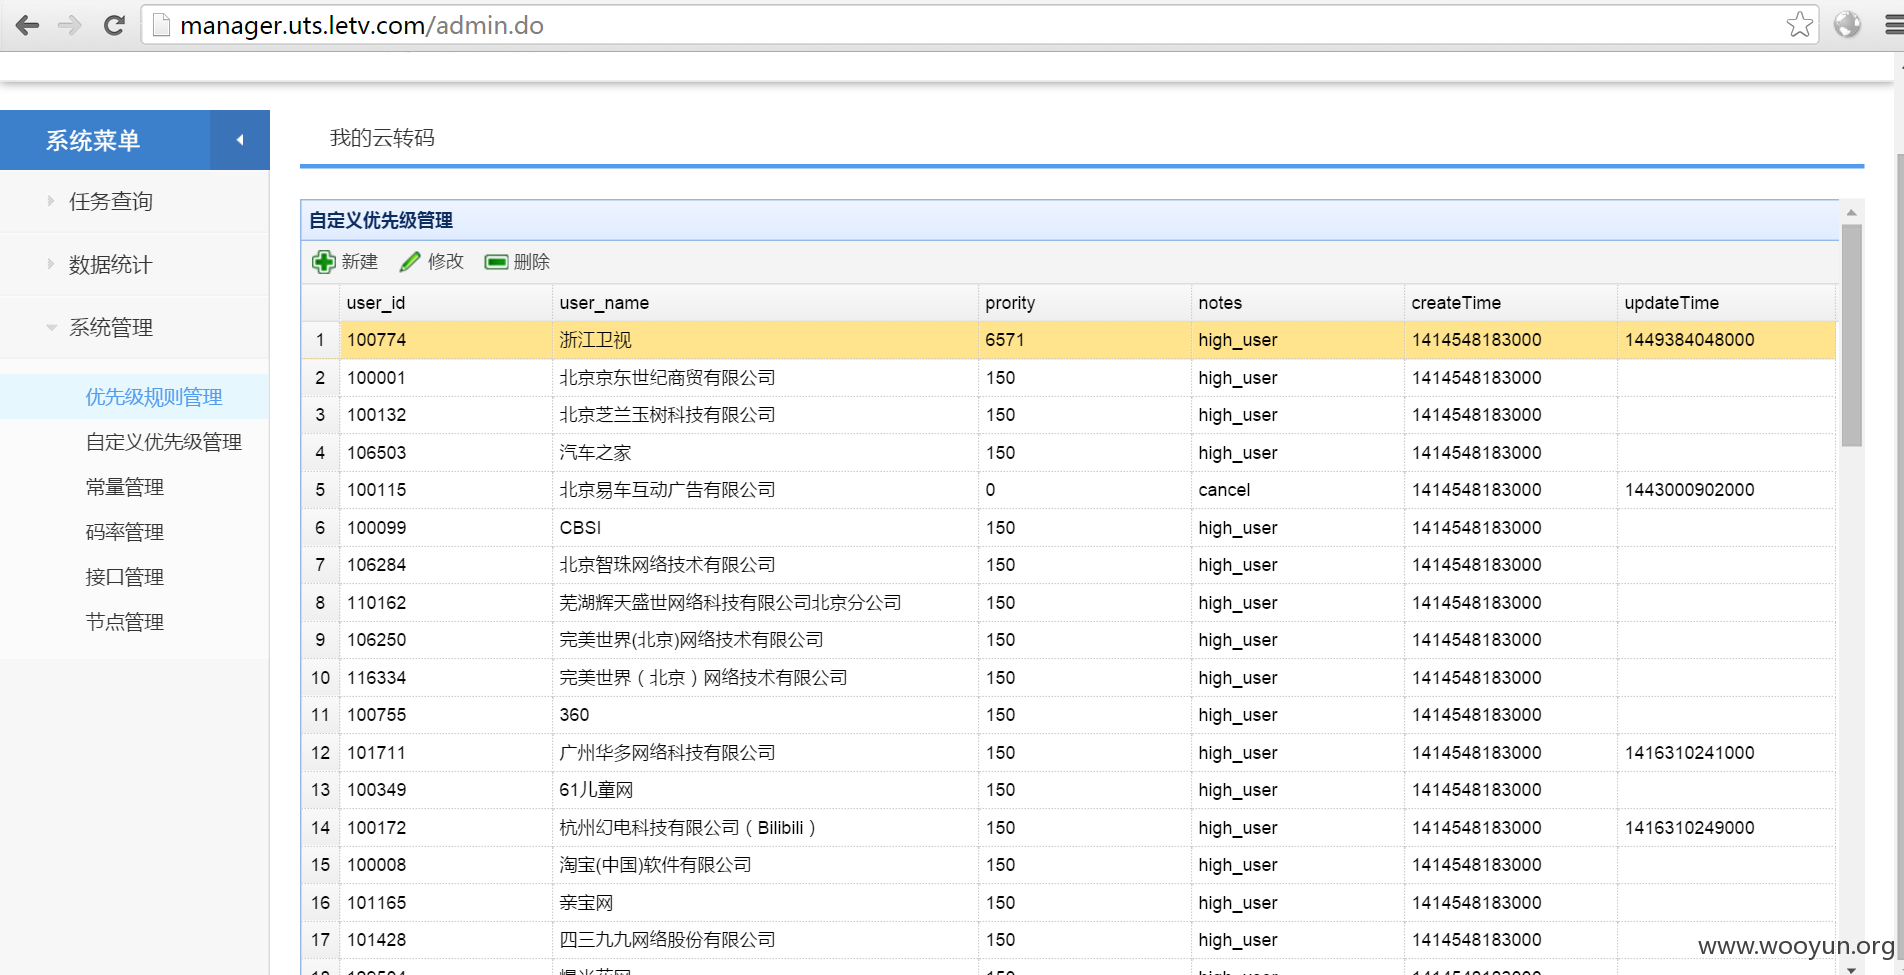 manager.uts.letv.com/admin.do
系统菜单
我的云转码
任务查询
数据统计
系统管理
优先级规则管理
自定义优先级管理
常量管理
码率管理
接口管理
节点管理
自定义优先级管理
新建 修改 删除
user_id user_name prority notes createTime updateTime
1 100774 浙江卫视 6571 high_user 1414548183000 1449384048000
2 100001 北京京东世纪商贸有限公司 150 high_user 1414548183000
3 100132 北京芝兰玉树科技有限公司 150 high_user 1414548183000
4 106503 汽车之家 150 high_user 1414548183000
5 100115 北京易车互动广告有限公司 0 cancel 1414548183000 1443000902000
6 100099 CBSI 150 high_user 1414548183000
7 106284 北京智珠网络技术有限公司 150 high_user 1414548183000
8 110162 芜湖辉天盛世网络科技有限公司北京分公司 150 high_user 1414548183000
9 106250 完美世界(北京)网络技术有限公司 150 high_user 1414548183000
10 116334 完美世界（北京）网络技术有限公司 150 high_user 1414548183000
11 100755 360 150 high_user 1414548183000
12 101711 广州华多网络科技有限公司 150 high_user 1414548183000 1416310241000
13 100349 61儿童网 150 high_user 1414548183000
14 100172 杭州幻电科技有限公司（Bilibili） 150 high_user 1414548183000 1416310249000
15 100008 淘宝(中国)软件有限公司 150 high_user 1414548183000
16 101165 亲宝网 150 high_user 1414548183000
17 101428 四三九九网络股份有限公司 150 high_user 1414548183000
www.wooyun.org